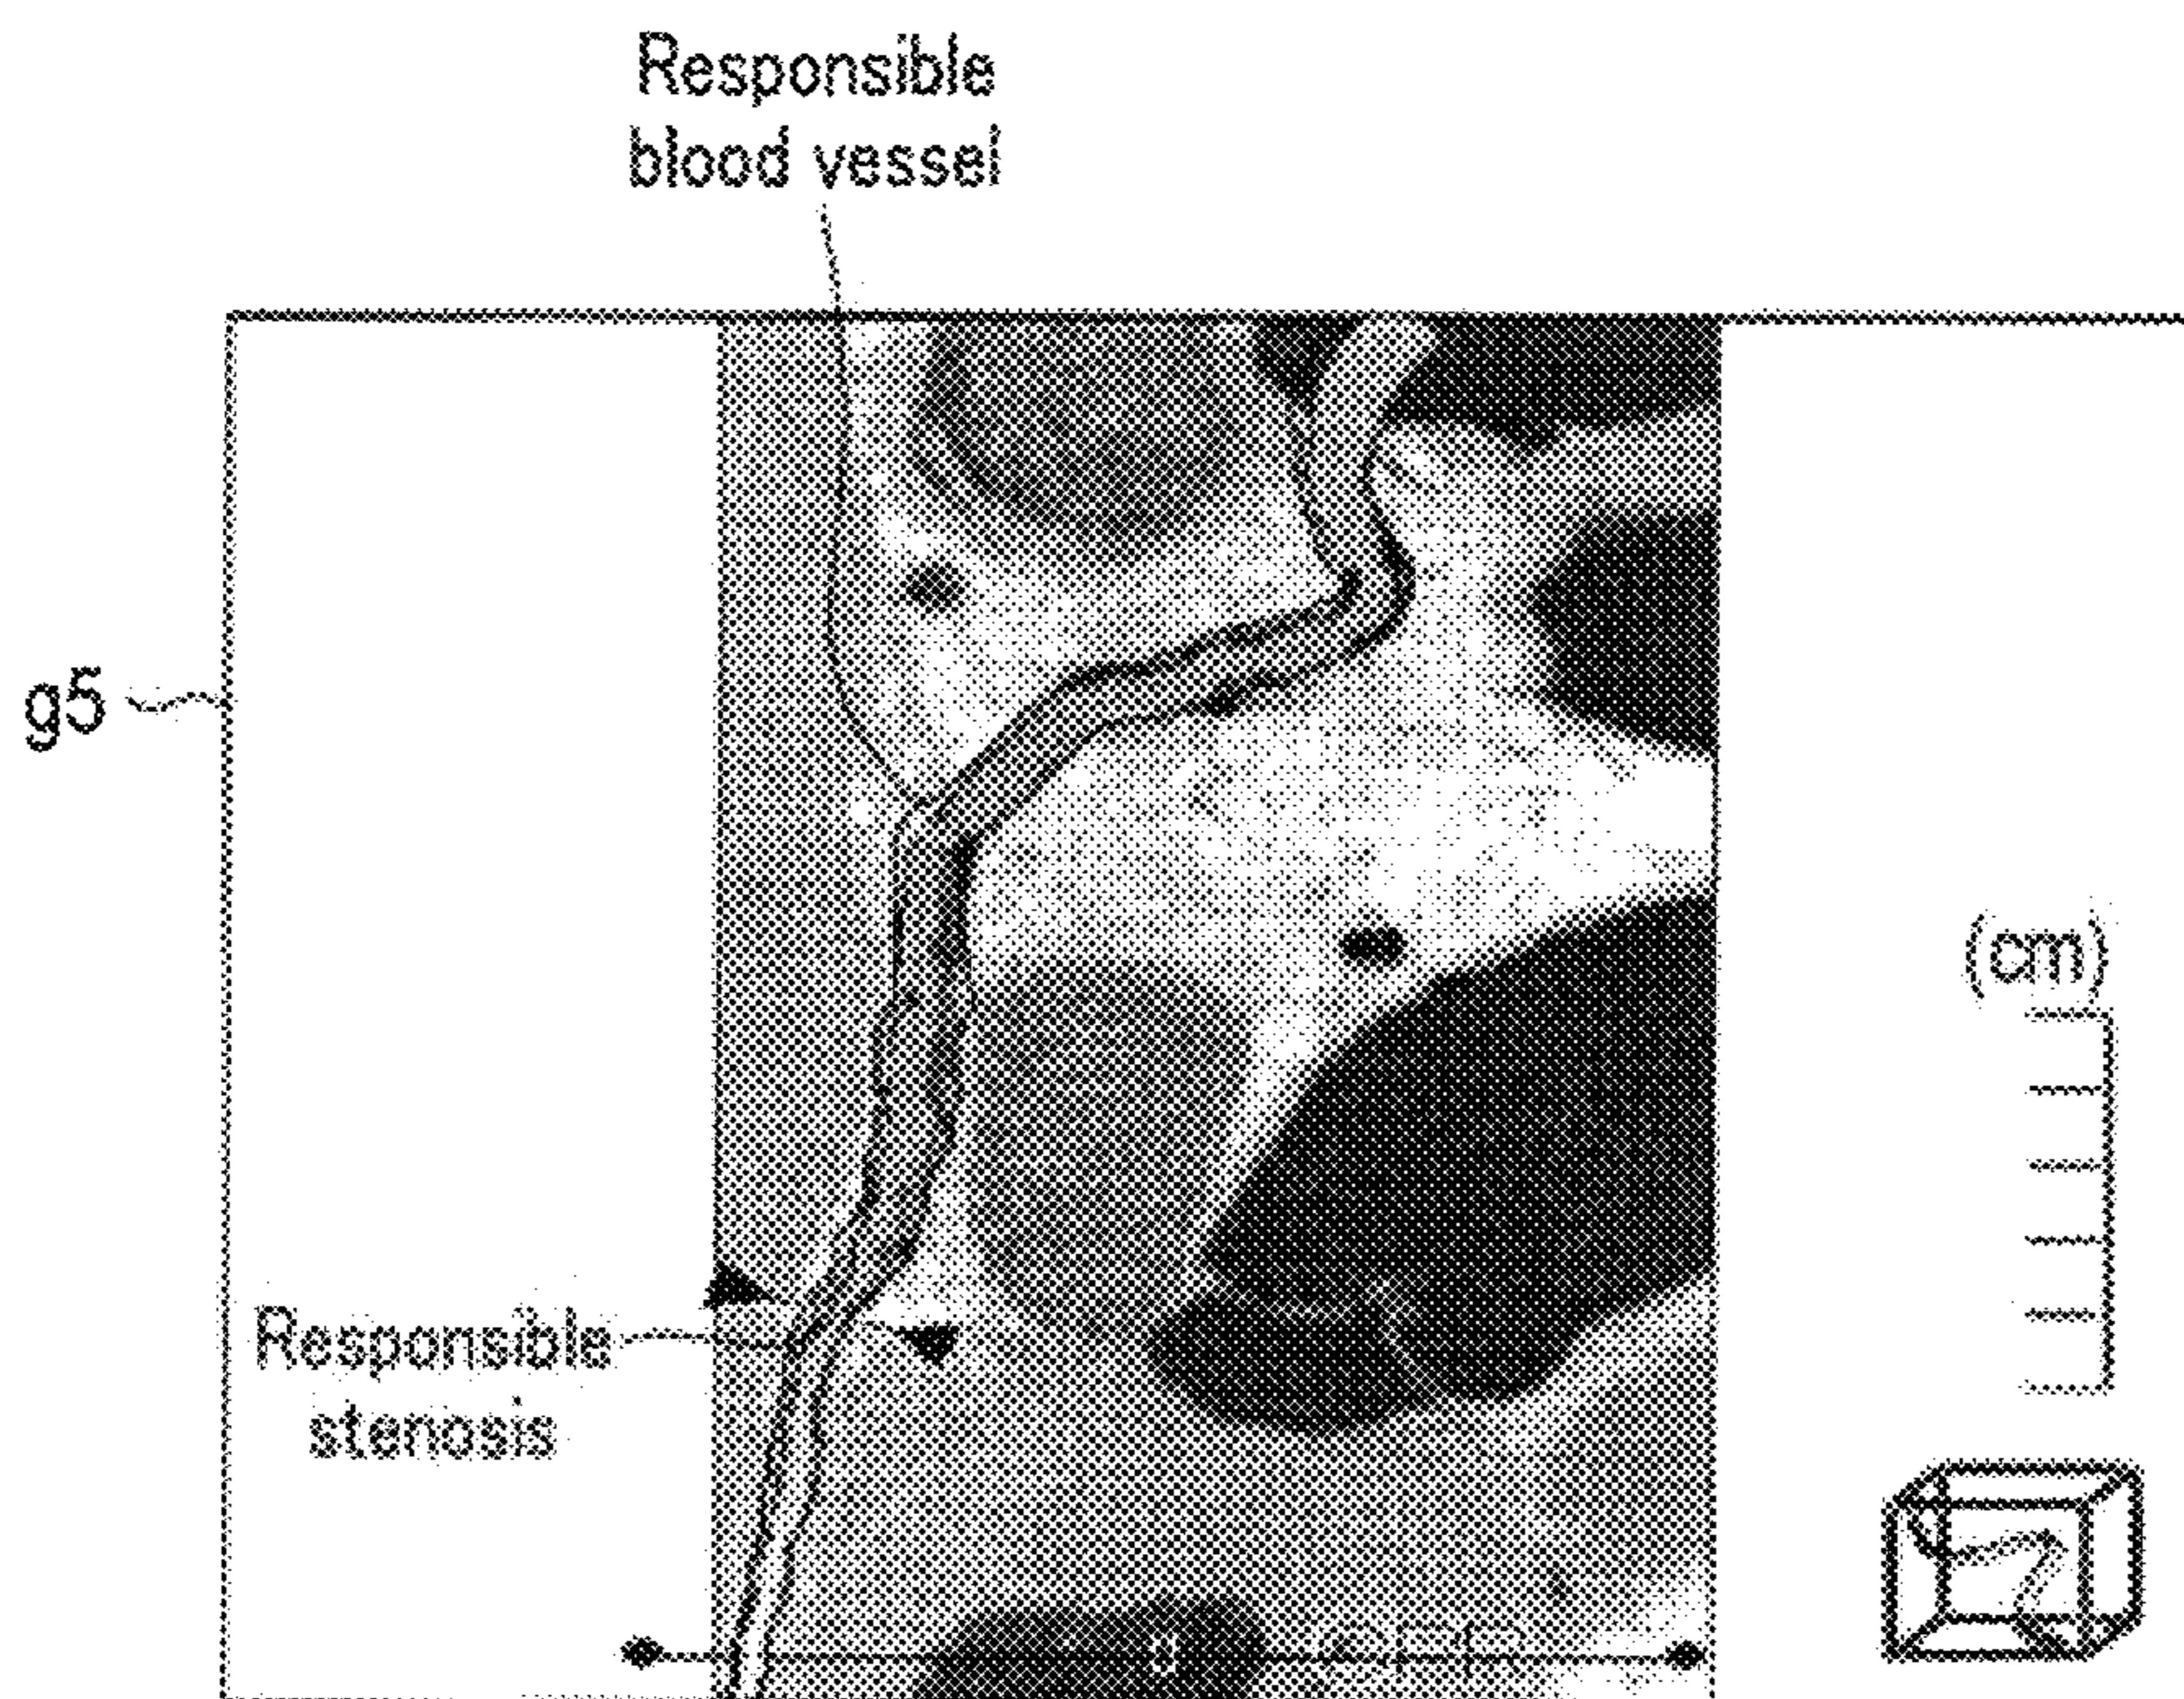 Responsible
blood vessel
g5
(cm)
Responsible
stenosis